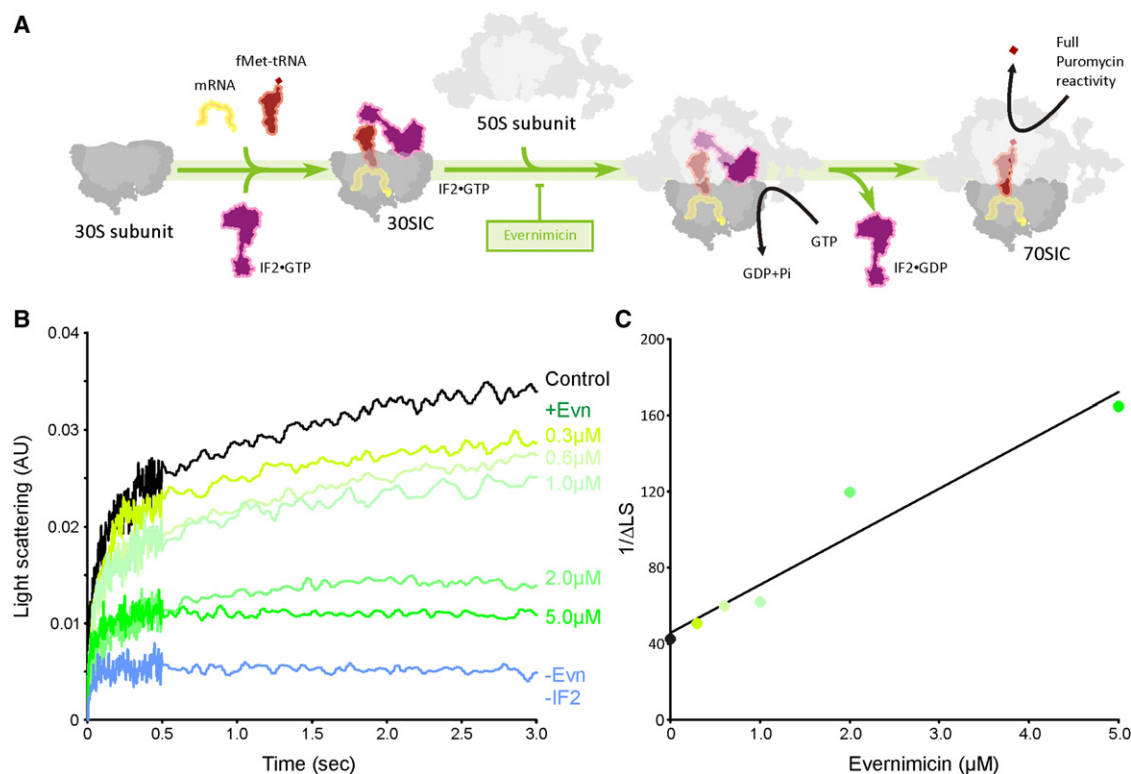 A
fMet-tRNA
mRNA
50S subunit
Full
Puromycin
reactivity
30S subunit
IF2•GTP
30SIC
IF2•GTP
Evernimicin
GTP
GDP+Pi
IF2•GDP
70SIC
B
Light scattering (AU)
0.04
0.03
0.02
0.01
0
0 0.5 1.0 1.5 2.0 2.5 3.0
Time (sec)
Control
+Evn
0.3µM
0.6µM
1.0µM
2.0µM
5.0µM
-Evn
-IF2
C
1/ΔLS
200
160
120
80
40
0
0 1.0 2.0 3.0 4.0 5.0
Evernimicin (µM)